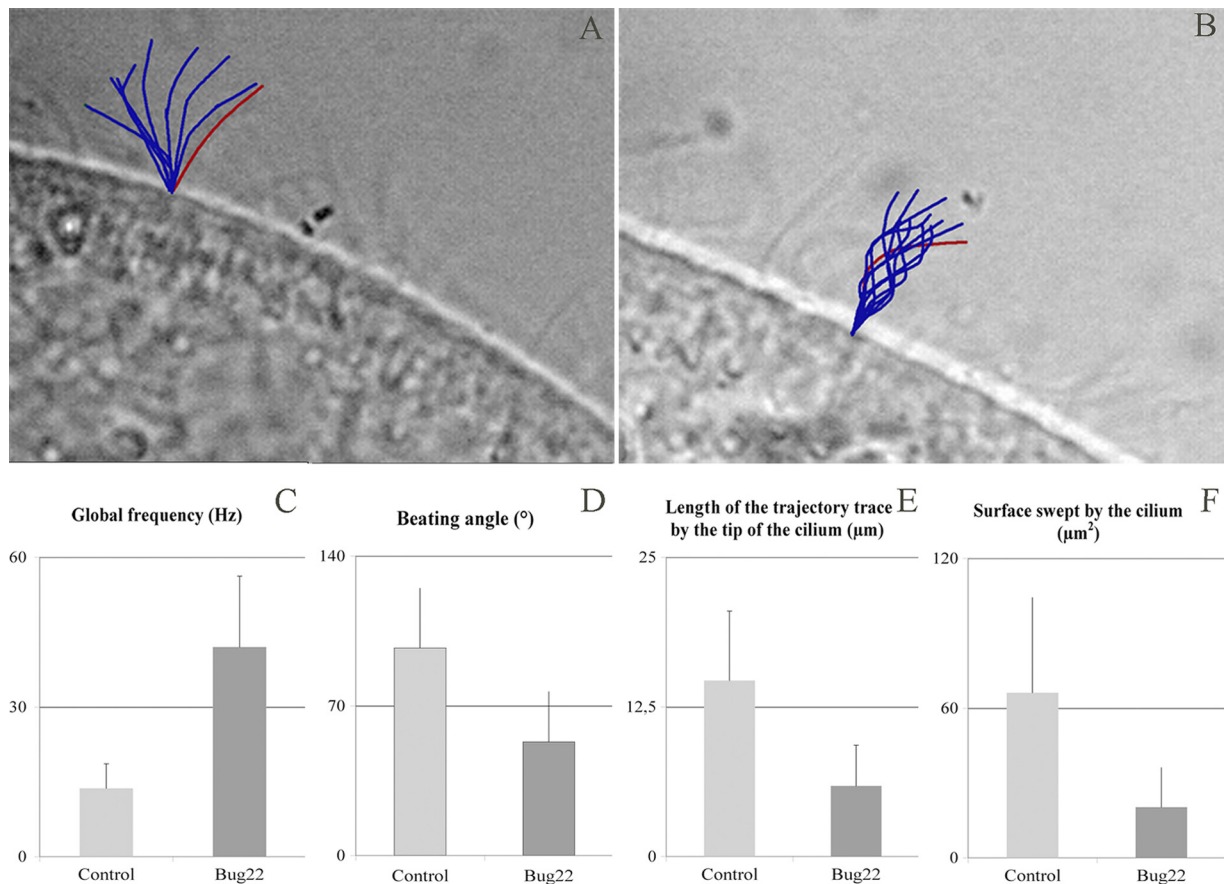 A
B
C
Global frequency (Hz)
60
30
0
Control
Bug22
D
Beating angle (°)
140
70
0
Control
Bug22
E
Length of the trajectory trace
by the tip of the cilium (µm)
25
12,5
0
Control
Bug22
F
Surface swept by the cilium
(µm²)
120
60
0
Control
Bug22